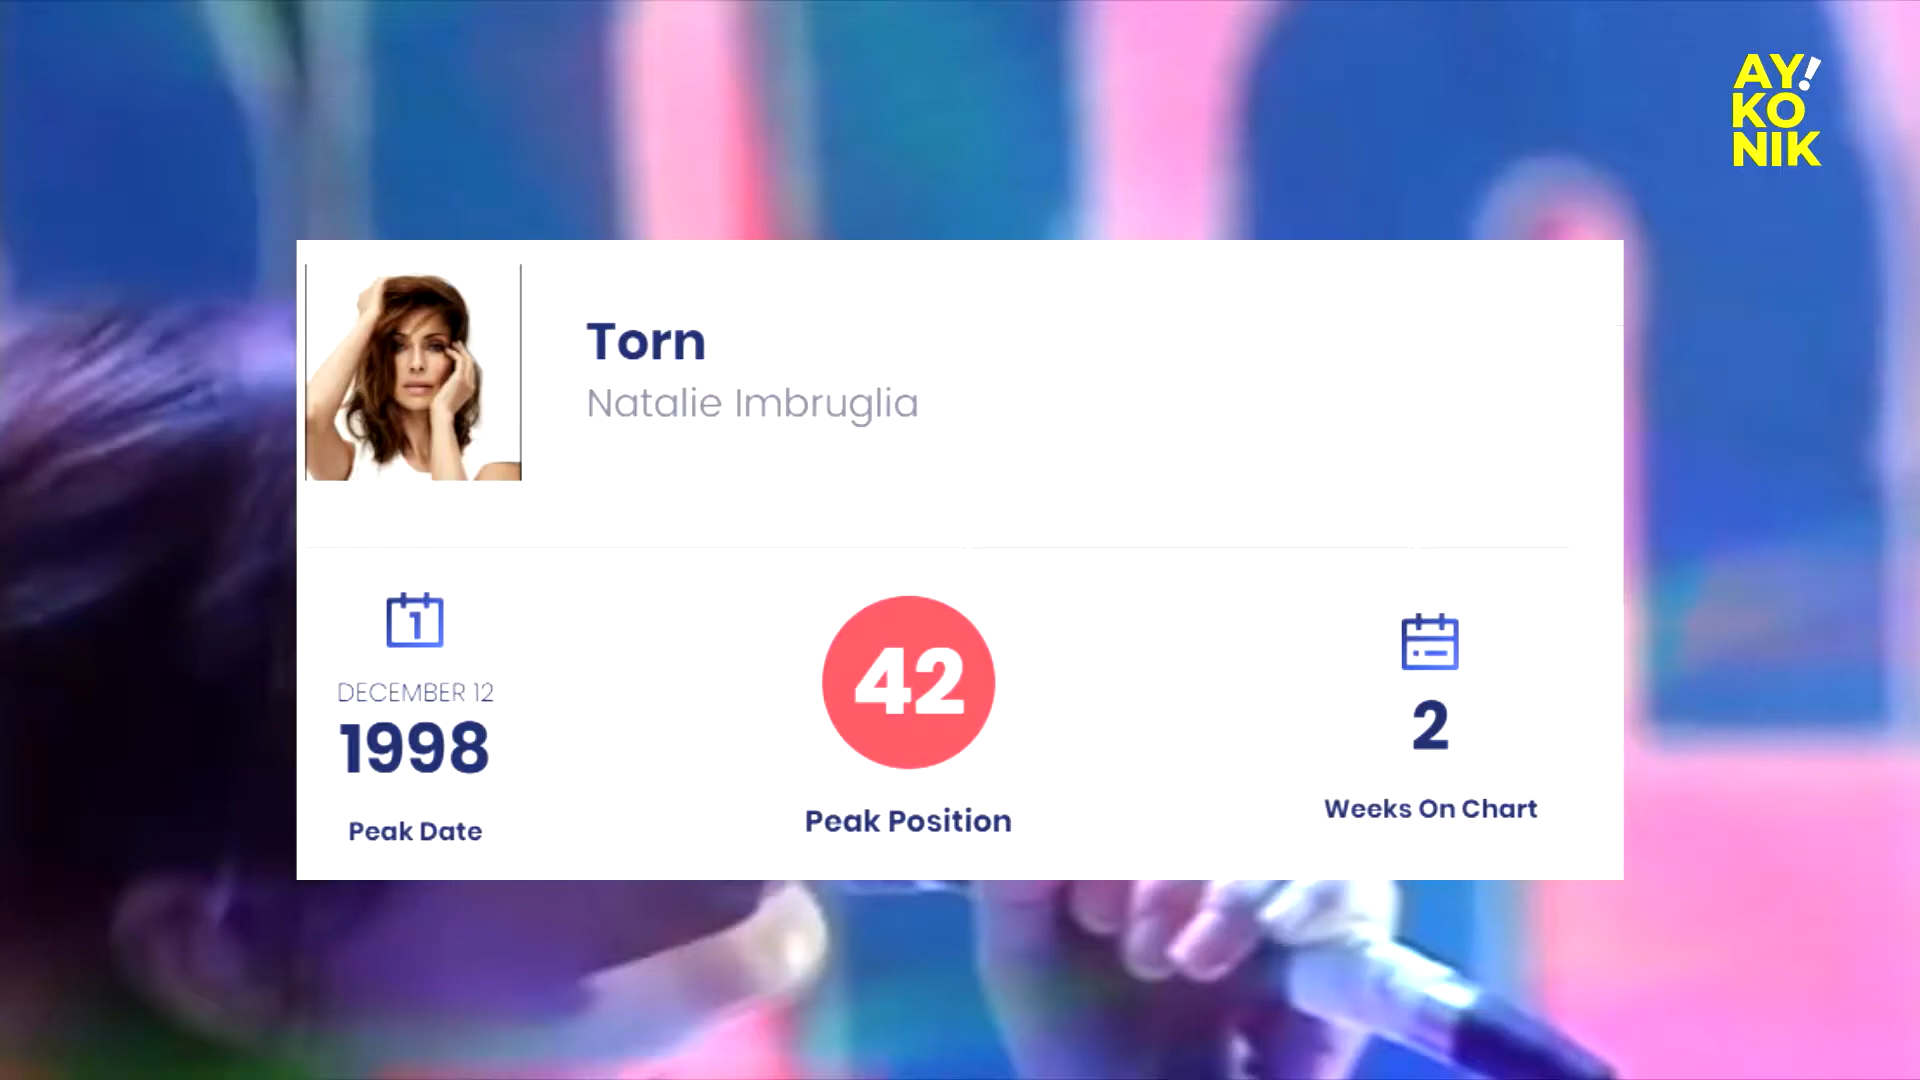 AY!
KO
NIK
Torn
Natalie Imbruglia
1
DECEMBER 12
1998
Peak Date
42
Peak Position
2
Weeks On Chart